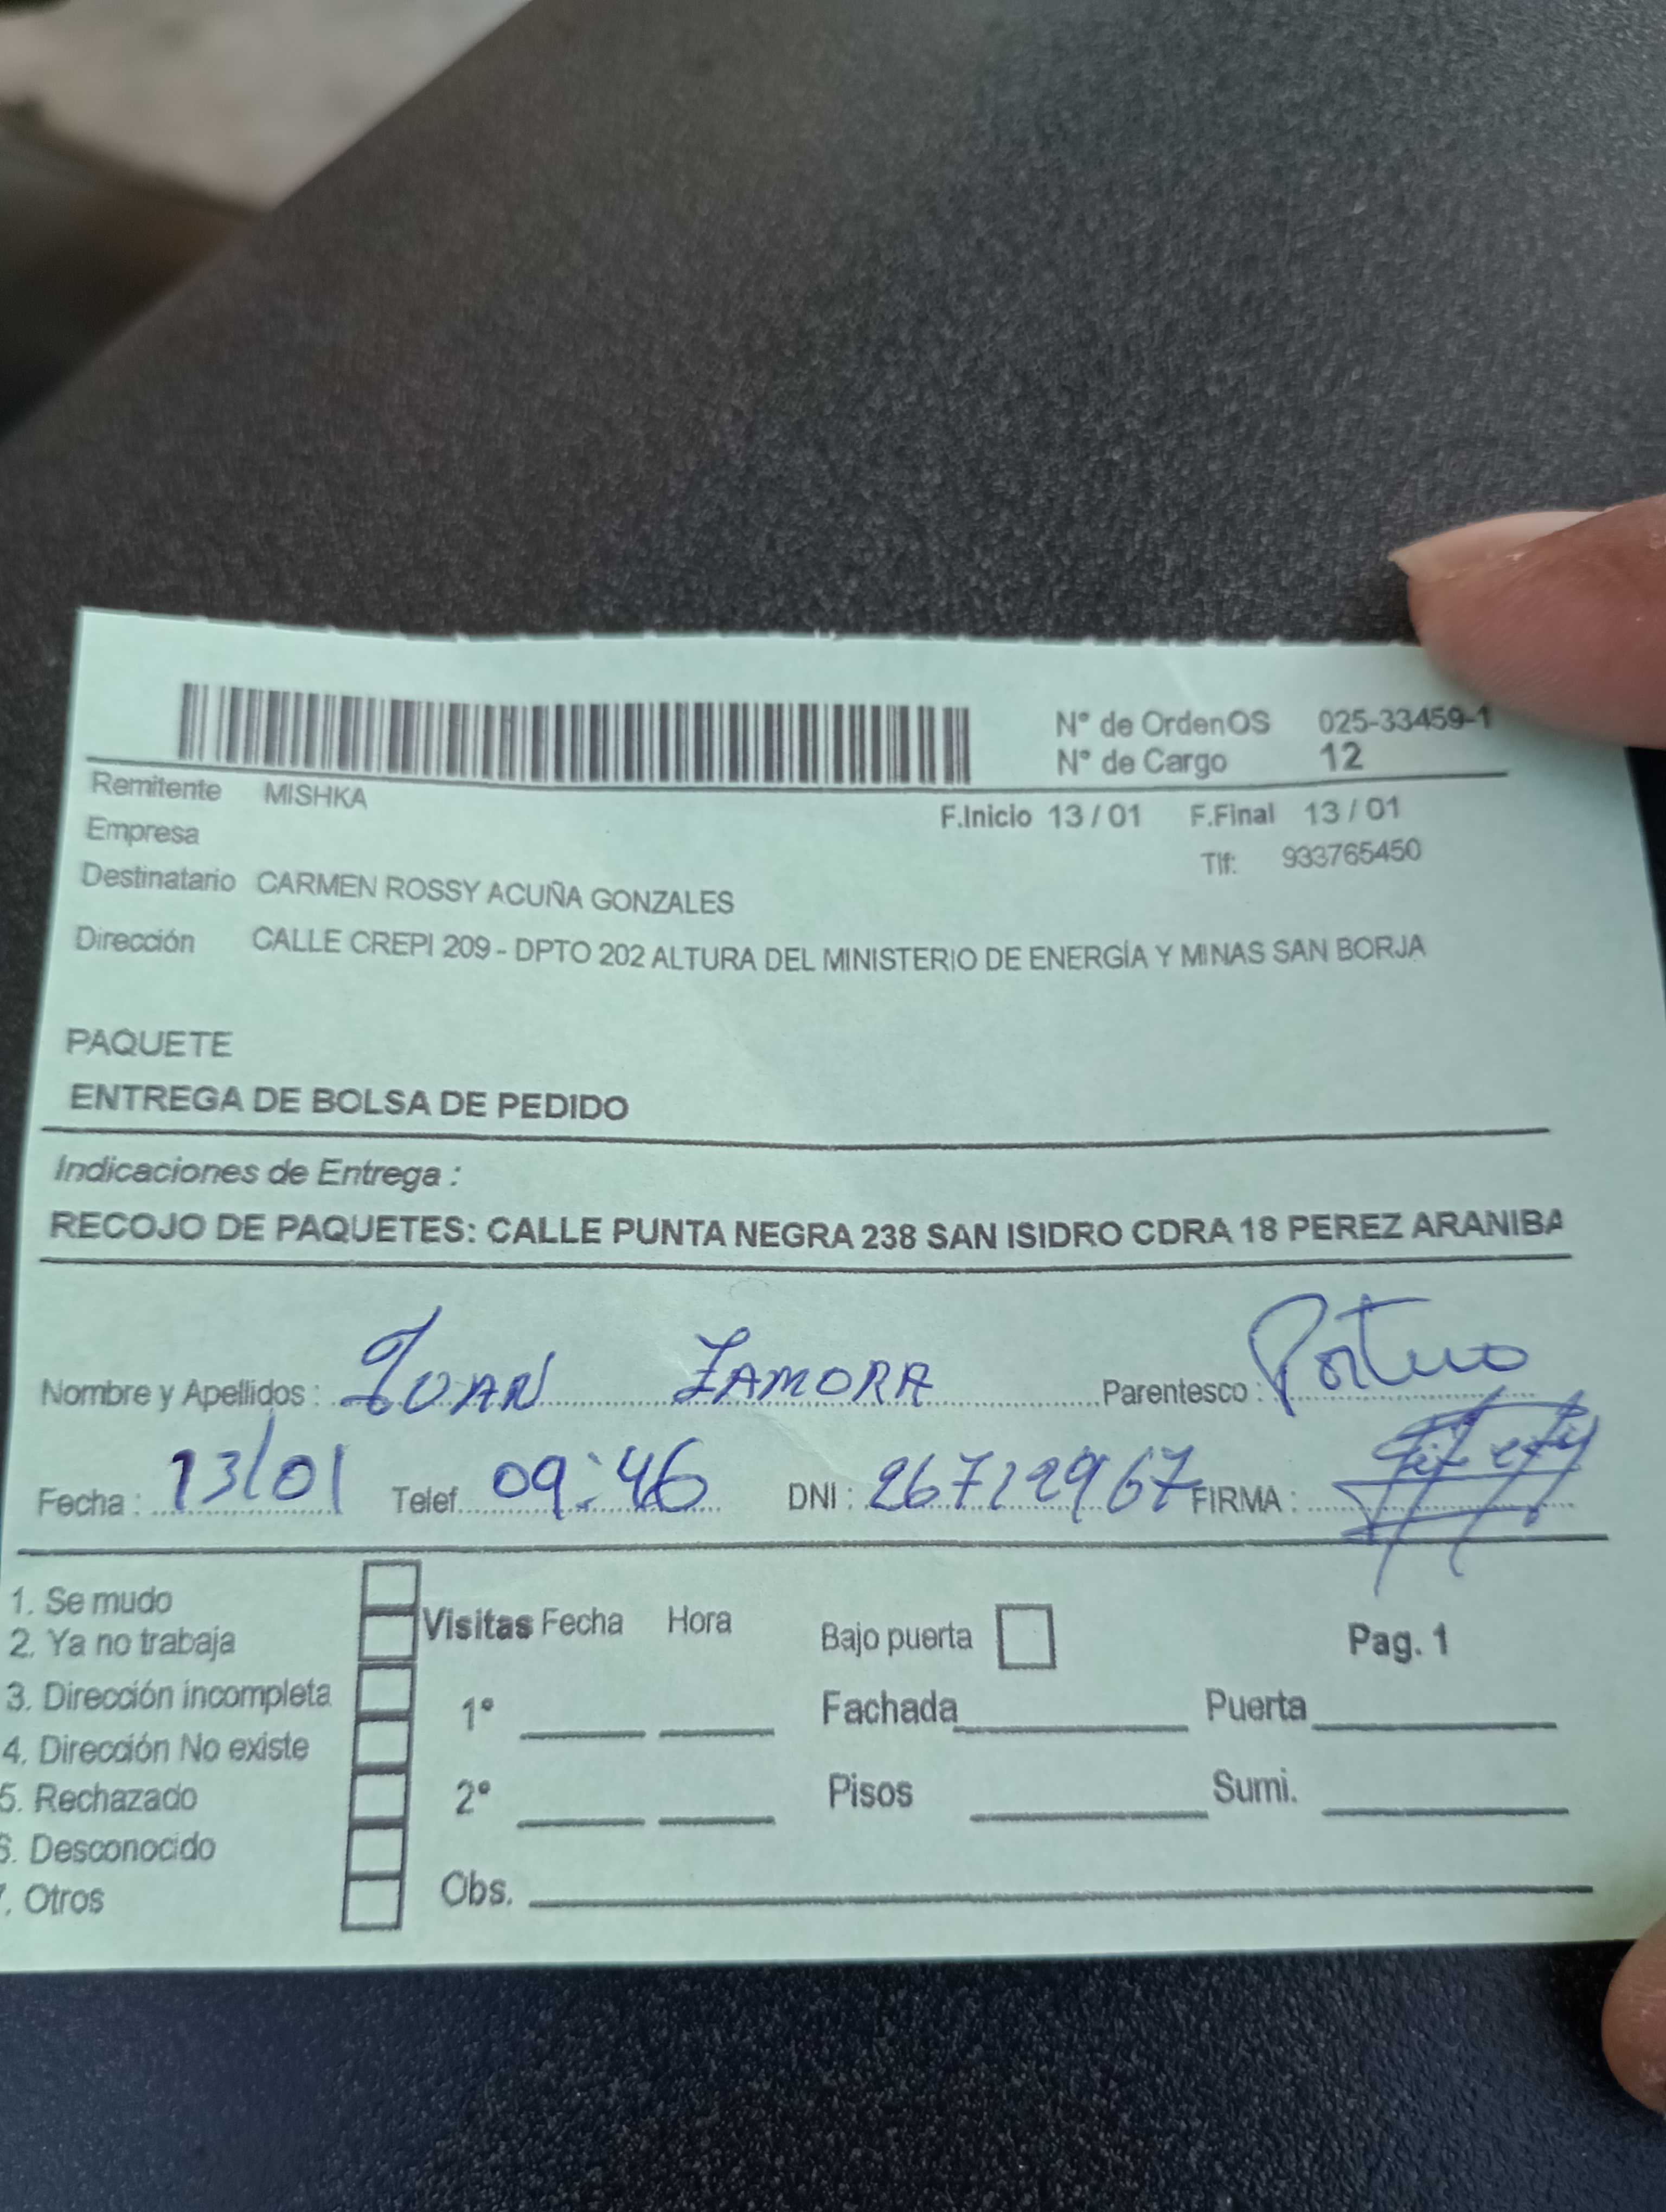 N° de OrdenOS 025-33459-1
N° de Cargo 12
Remitente MISHKA
F.Inicio 13 / 01 F.Final 13 / 01
Empresa
Tlf: 933765450
Destinatario CARMEN ROSSY ACUÑA GONZALES
Dirección CALLE CREPI 209 - DPTO 202 ALTURA DEL MINISTERIO DE ENERGÍA Y MINAS SAN BORJA
PAQUETE
ENTREGA DE BOLSA DE PEDIDO
Indicaciones de Entrega :
RECOJO DE PAQUETES: CALLE PUNTA NEGRA 238 SAN ISIDRO CDRA 18 PEREZ ARANIBA
Nombre y Apellidos : JUAN ZAMORA Parentesco : Portero
Fecha : 13/01 Telef. 09:46 DNI : 26712967 FIRMA :
1. Se mudo
2. Ya no trabaja
3. Dirección incompleta
4. Dirección No existe
5. Rechazado
6. Desconocido
7. Otros
Visitas Fecha Hora
1°
2°
Bajo puerta Pag. 1
Fachada Puerta
Pisos Sumi.
Obs.